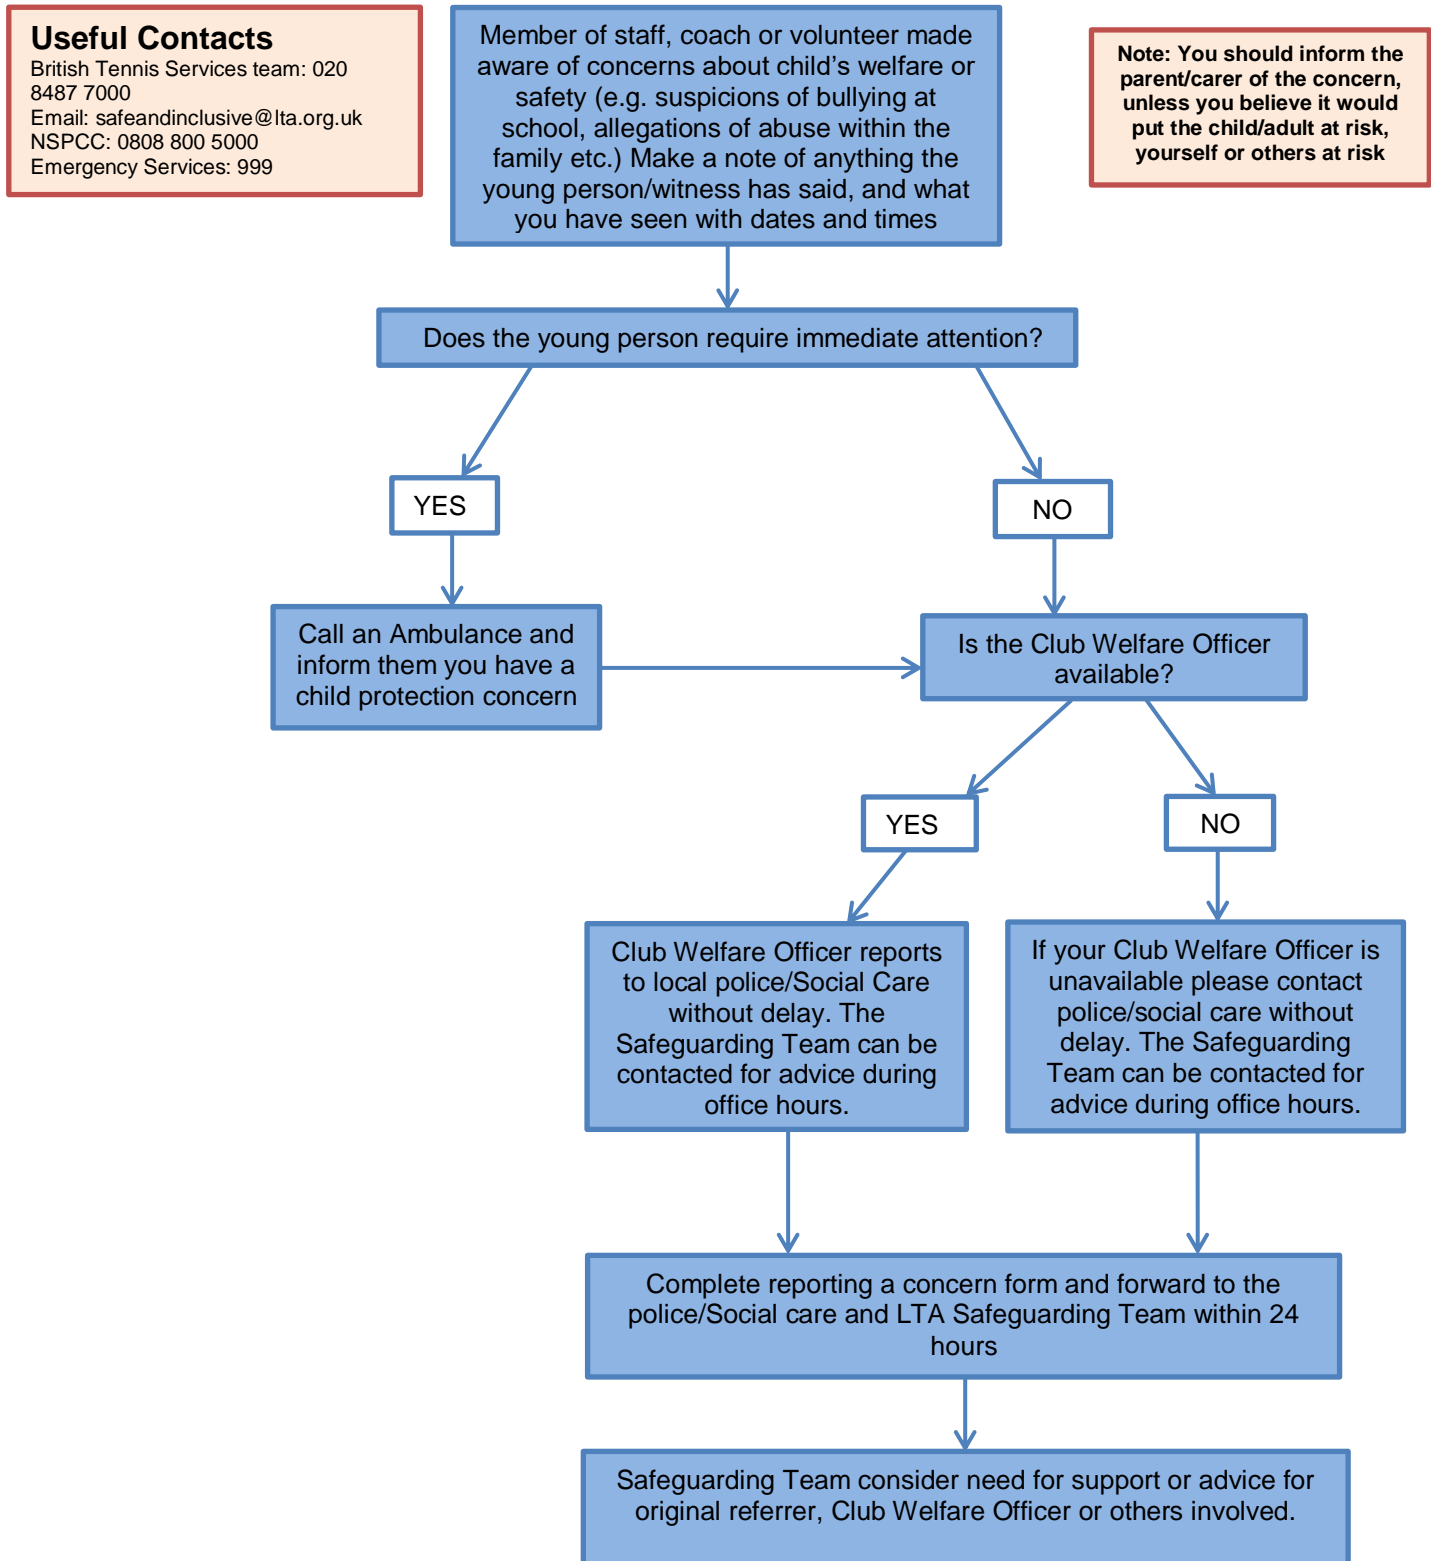 Useful Contacts
British Tennis Services team: 020
8487 7000
Email: safeandinclusive@lta.org.uk
NSPCC: 0808 800 5000
Emergency Services: 999
Member of staff, coach or volunteer made
aware of concerns about child’s welfare or
safety (e.g. suspicions of bullying at
school, allegations of abuse within the
family etc.) Make a note of anything the
young person/witness has said, and what
you have seen with dates and times
Note: You should inform the
parent/carer of the concern,
unless you believe it would
put the child/adult at risk,
yourself or others at risk
Does the young person require immediate attention?
YES
NO
Call an Ambulance and
inform them you have a
child protection concern
Is the Club Welfare Officer
available?
YES
NO
Club Welfare Officer reports
to local police/Social Care
without delay. The
Safeguarding Team can be
contacted for advice during
office hours.
If your Club Welfare Officer is
unavailable please contact
police/social care without
delay. The Safeguarding
Team can be contacted for
advice during office hours.
Complete reporting a concern form and forward to the
police/Social care and LTA Safeguarding Team within 24
hours
Safeguarding Team consider need for support or advice for
original referrer, Club Welfare Officer or others involved.